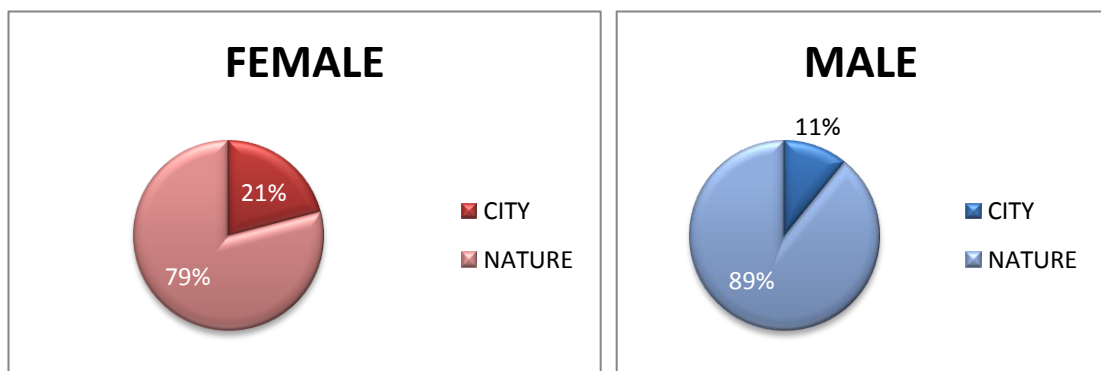 FEMALE
21%
79%
CITY
NATURE
MALE
11%
89%
CITY
NATURE